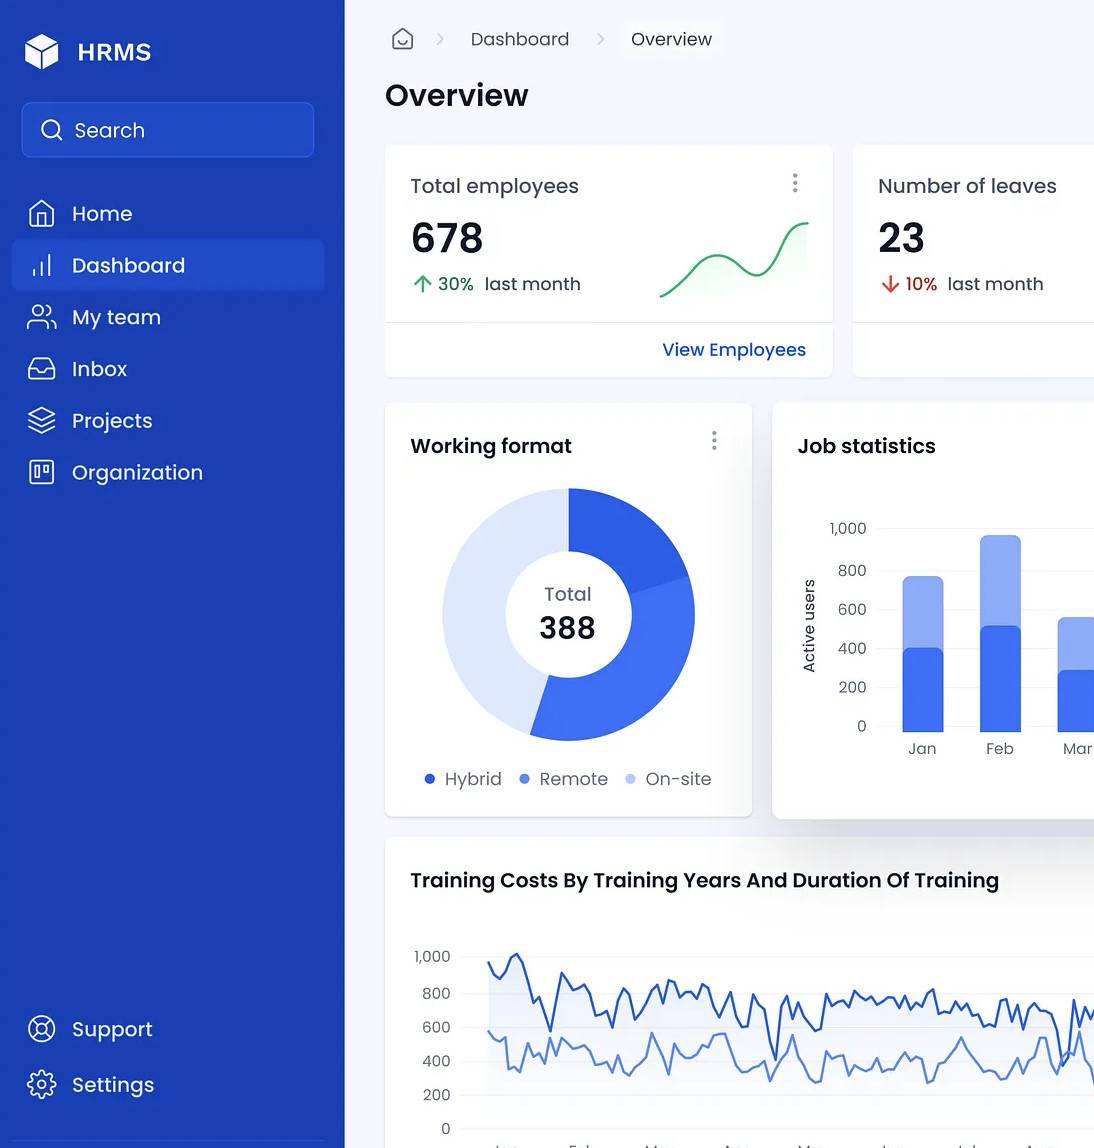 HRMS
Search
Home
Dashboard
My team
Inbox
Projects
Organization
Support
Settings
Dashboard
Overview
Overview
Total employees
678
30% last month
View Employees
Number of leaves
23
10% last month
Working format
Total
388
Hybrid
Remote
On-site
Job statistics
Active users
1,000
800
600
400
200
0
Jan
Feb
Mar
Training Costs By Training Years And Duration Of Training
1,000
800
600
400
200
0